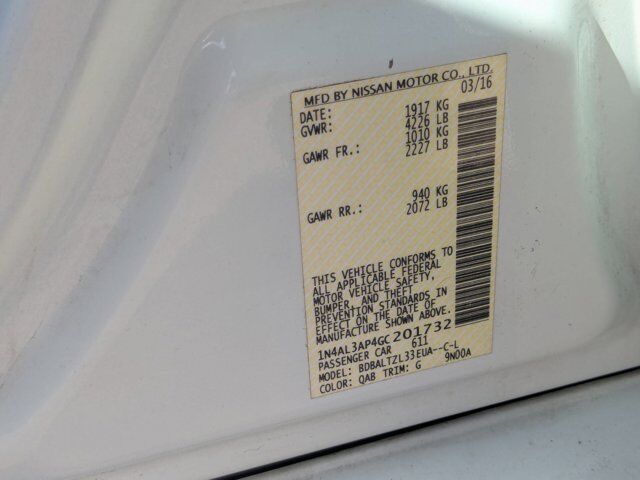 MFD BY NISSAN MOTOR CO., LTD.
DATE: 03/16
GVWR: 1917 KG
4226 LB
GAWR FR.: 1010 KG
2227 LB
GAWR RR.: 940 KG
2072 LB
THIS VEHICLE CONFORMS TO
ALL APPLICABLE FEDERAL
MOTOR VEHICLE SAFETY,
BUMPER, AND THEFT
PREVENTION STANDARDS IN
EFFECT ON THE DATE OF
MANUFACTURE SHOWN ABOVE.
1N4AL3AP4GC201732
PASSENGER CAR 611
MODEL: BDBALTZL33EUA--C-L
COLOR: QAB TRIM: G 9N00A